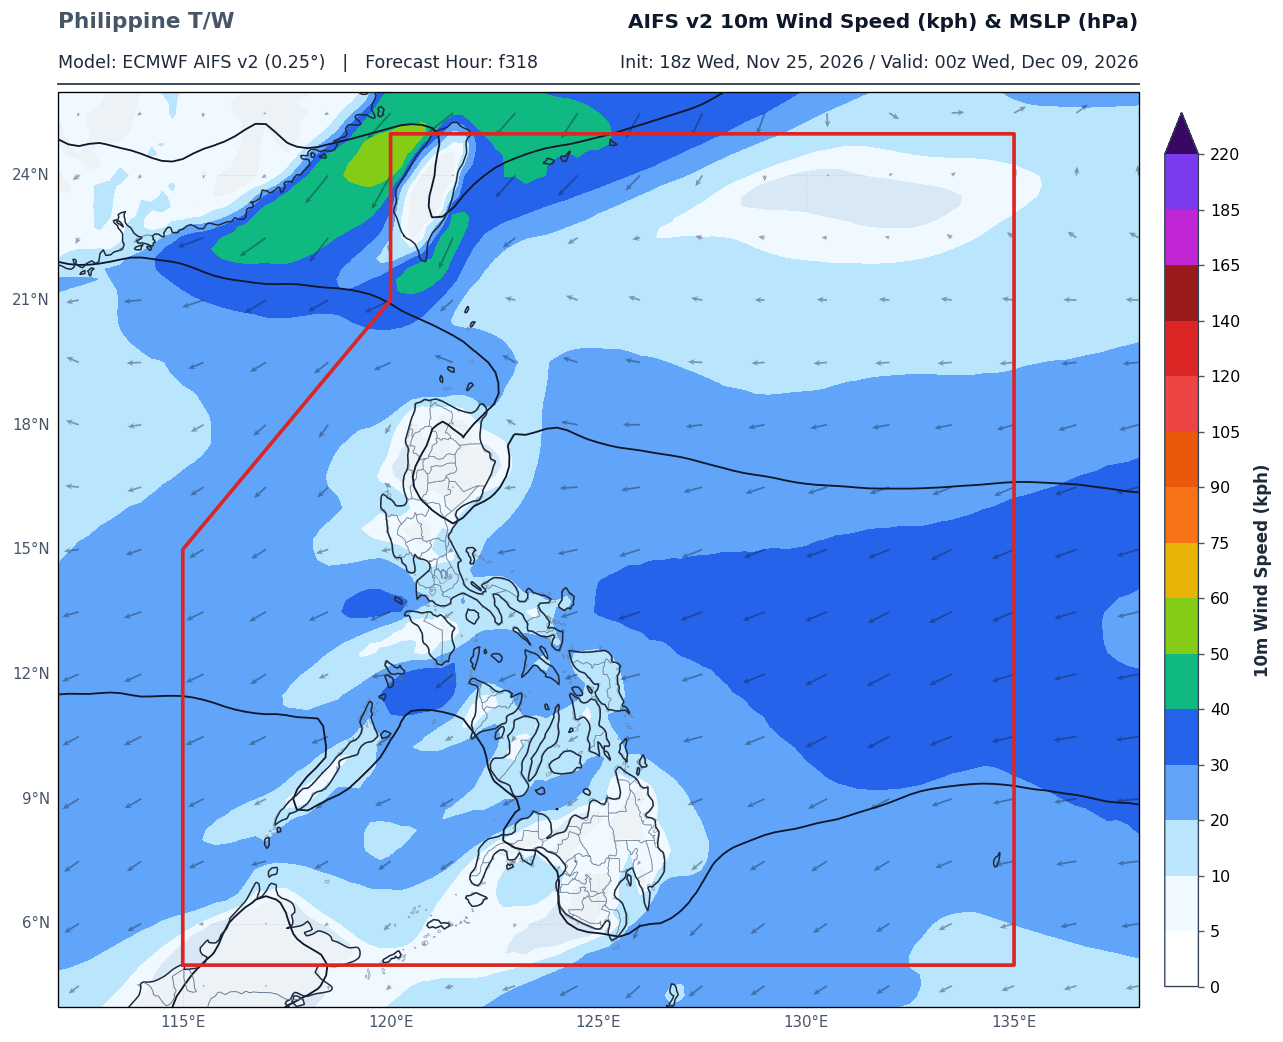 Philippine T/W
AIFS v2 10m Wind Speed (kph) & MSLP (hPa)
Model: ECMWF AIFS v2 (0.25°) | Forecast Hour: f318
Init: 18z Wed, Nov 25, 2026 / Valid: 00z Wed, Dec 09, 2026
24°N
21°N
18°N
15°N
12°N
9°N
6°N
115°E
120°E
125°E
130°E
135°E
220
185
165
140
120
105
90
75
60
50
40
30
20
10
5
0
10m Wind Speed (kph)